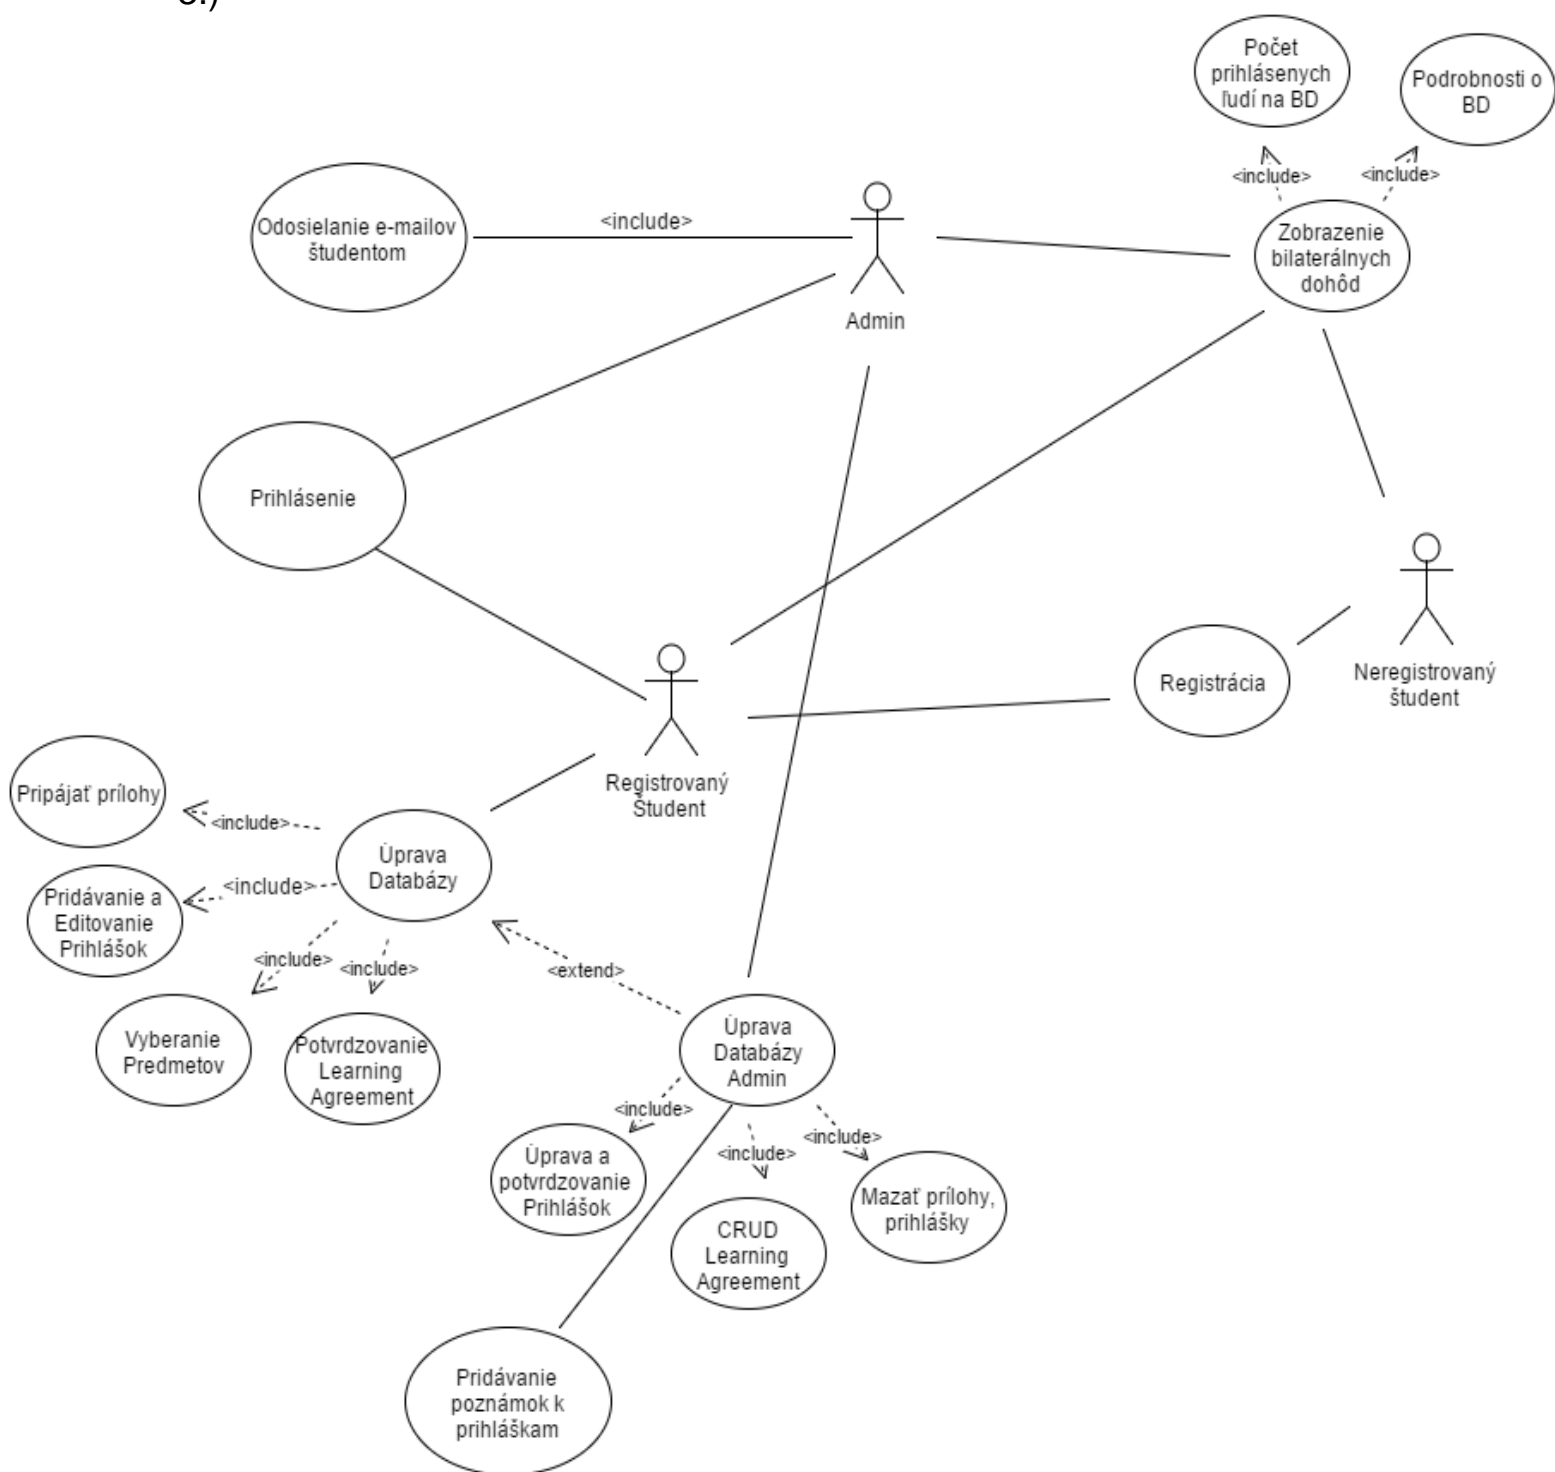 Počet
prihlásenych
ľudí na BD
Podrobnosti o
BD
<include>
<include>
Odosielanie e-mailov
študentom
<include>
Admin
Zobrazenie
bilaterálnych
dohôd
Prihlásenie
Registrácia
Neregistrovaný
študent
Registrovaný
Študent
Pripájať prílohy
<include>
Úprava
Databázy
Pridávanie a
Editovanie
Prihlášok
<include>
<include>
<include>
<extend>
Vyberanie
Predmetov
Potvrdzovanie
Learning
Agreement
Úprava
Databázy
Admin
<include>
<include>
<include>
Úprava a
potvrdzovanie
Prihlášok
CRUD
Learning
Agreement
Mazať prílohy,
prihlášky
Pridávanie
poznámok k
prihláškam